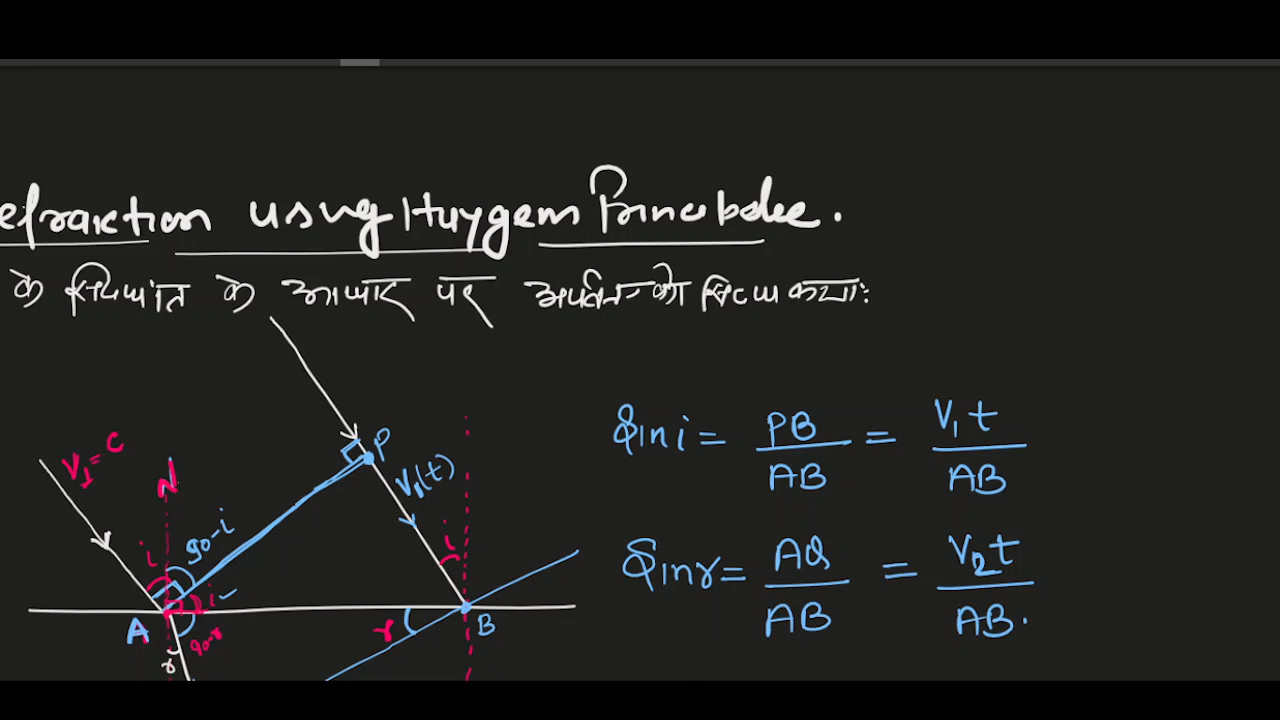 efraction using Huygem Principle.
के सिद्धांत के आधार पर अपवर्तन की व्याख्या:
V1 = C
N
P
V1(t)
i
90-i
i
i
A
90-r
r
r
B
Sin i = PB / AB = V1t / AB
Sin r = AQ / AB = V2t / AB.